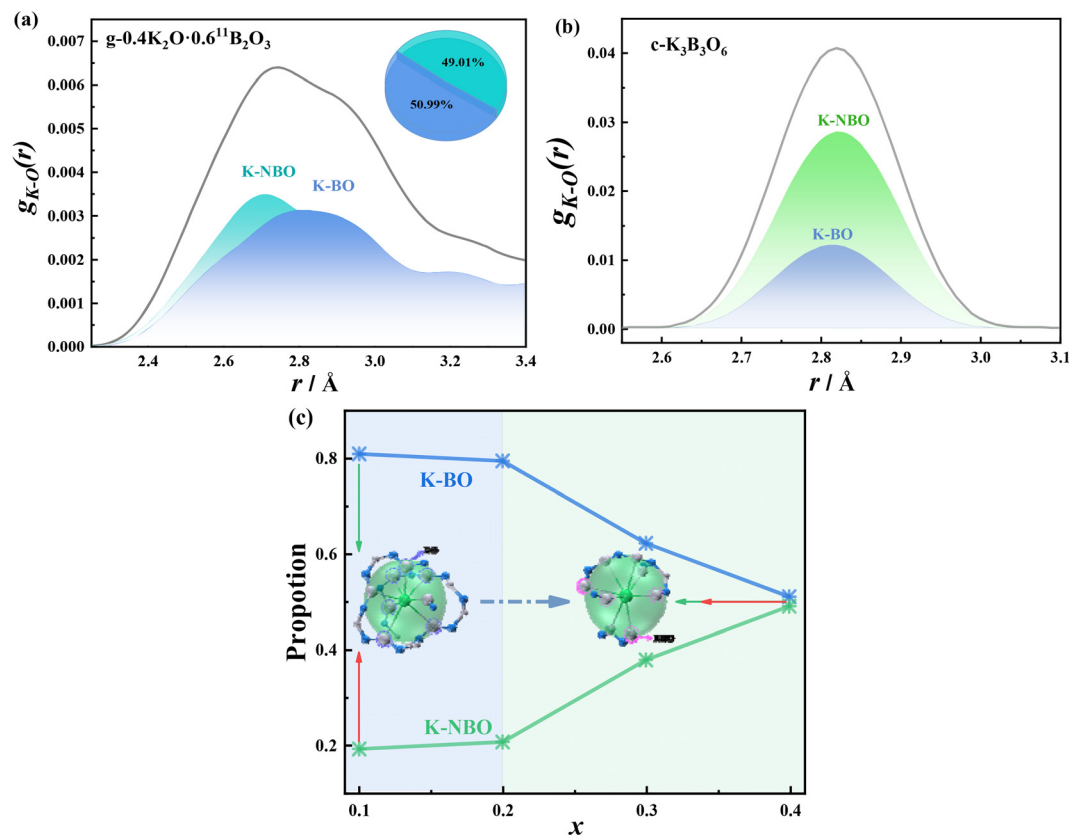 (a)
g-0.4K₂O·0.6¹¹B₂O₃
0.007
0.006
0.005
0.004
0.003
0.002
0.001
0.000
g_K-O(r)
49.01%
50.99%
K-NBO
K-BO
2.4
2.6
2.8
3.0
3.2
3.4
r / Å
(b)
c-K₃B₃O₆
0.04
0.03
0.02
0.01
0.00
g_K-O(r)
K-NBO
K-BO
2.6
2.7
2.8
2.9
3.0
3.1
r / Å
(c)
0.8
0.6
0.4
0.2
Propotion
K-BO
K-NBO
0.1
0.2
0.3
0.4
x